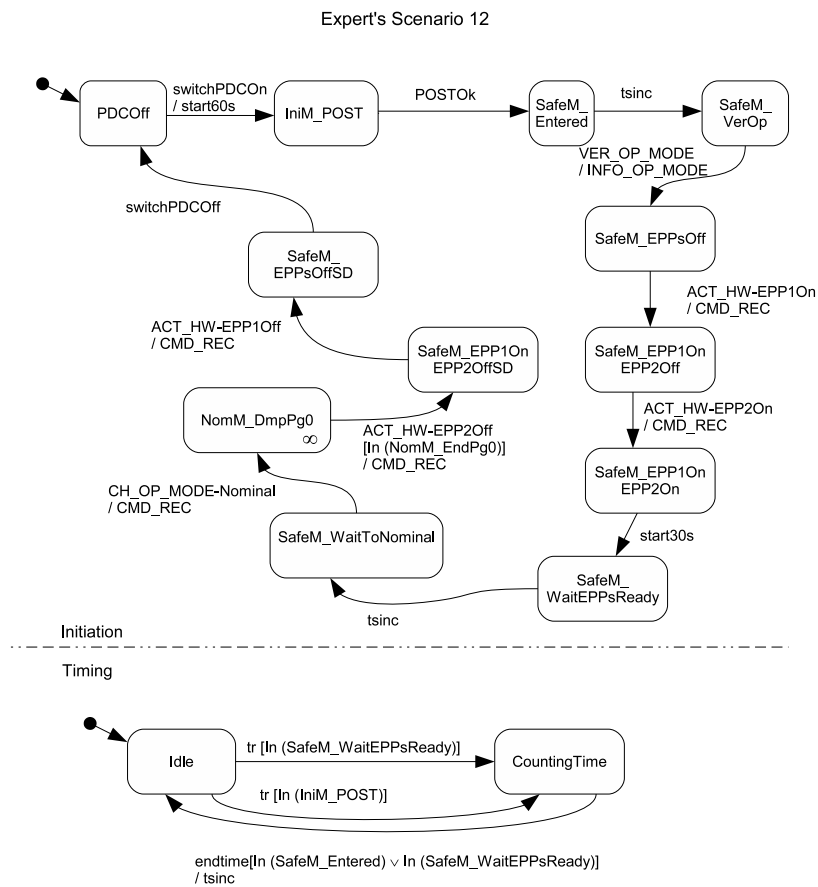 Expert's Scenario 12
PDCOff
switchPDCOn
/ start60s
IniM_POST
POSTOk
SafeM_
Entered
tsinc
SafeM_
VerOp
VER_OP_MODE
/ INFO_OP_MODE
switchPDCOff
SafeM_EPPsOff
SafeM_
EPPsOffSD
ACT_HW-EPP1On
/ CMD_REC
ACT_HW-EPP1Off
/ CMD_REC
SafeM_EPP1On
EPP2OffSD
SafeM_EPP1On
EPP2Off
NomM_DmpPg0
∞
ACT_HW-EPP2Off
[In (NomM_EndPg0)]
/ CMD_REC
ACT_HW-EPP2On
/ CMD_REC
SafeM_EPP1On
EPP2On
CH_OP_MODE-Nominal
/ CMD_REC
SafeM_WaitToNominal
start30s
SafeM_
WaitEPPsReady
tsinc
Initiation
Timing
Idle
tr [In (SafeM_WaitEPPsReady)]
CountingTime
tr [In (IniM_POST)]
endtime[In (SafeM_Entered) ∨ In (SafeM_WaitEPPsReady)]
/ tsinc